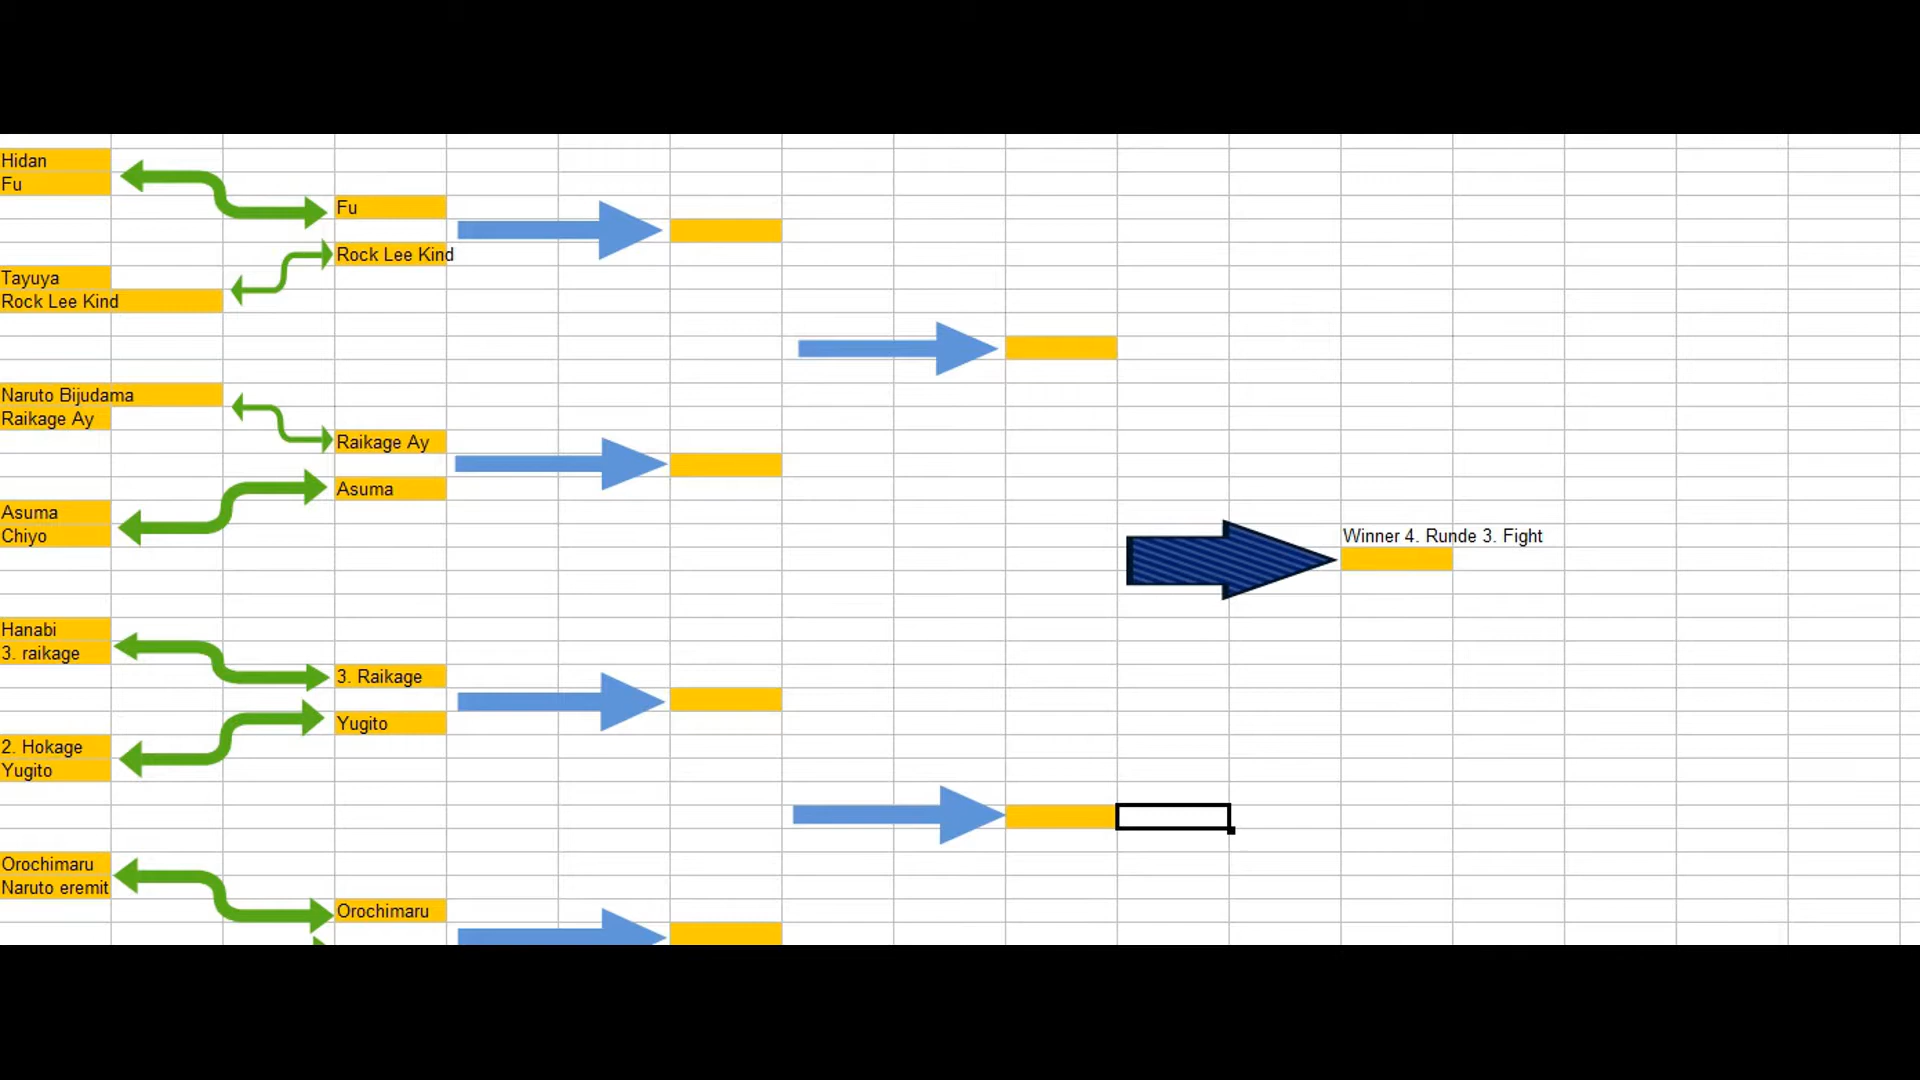 Hidan
Fu
Fu
Rock Lee Kind
Tayuya
Rock Lee Kind
Naruto Bijudama
Raikage Ay
Raikage Ay
Asuma
Asuma
Chiyo
Winner 4. Runde 3. Fight
Hanabi
3. raikage
3. Raikage
Yugito
2. Hokage
Yugito
Orochimaru
Naruto eremit
Orochimaru